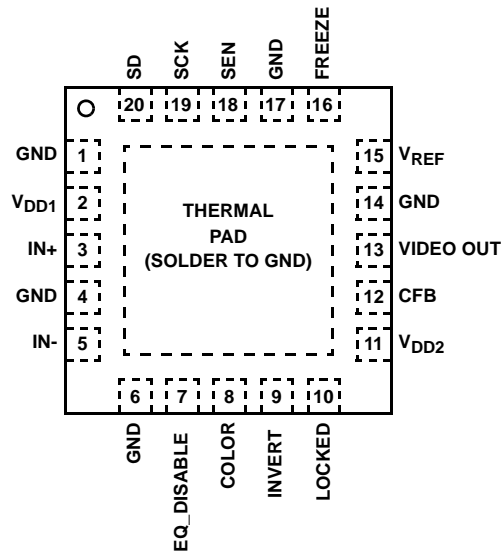 SD
SCK
SEN
GND
FREEZE
20
19
18
17
16
GND
1
VDD1
2
IN+
3
GND
4
IN-
5
THERMAL
PAD
(SOLDER TO GND)
15
VREF
14
GND
13
VIDEO OUT
12
CFB
11
VDD2
6
7
8
9
10
GND
EQ_DISABLE
COLOR
INVERT
LOCKED